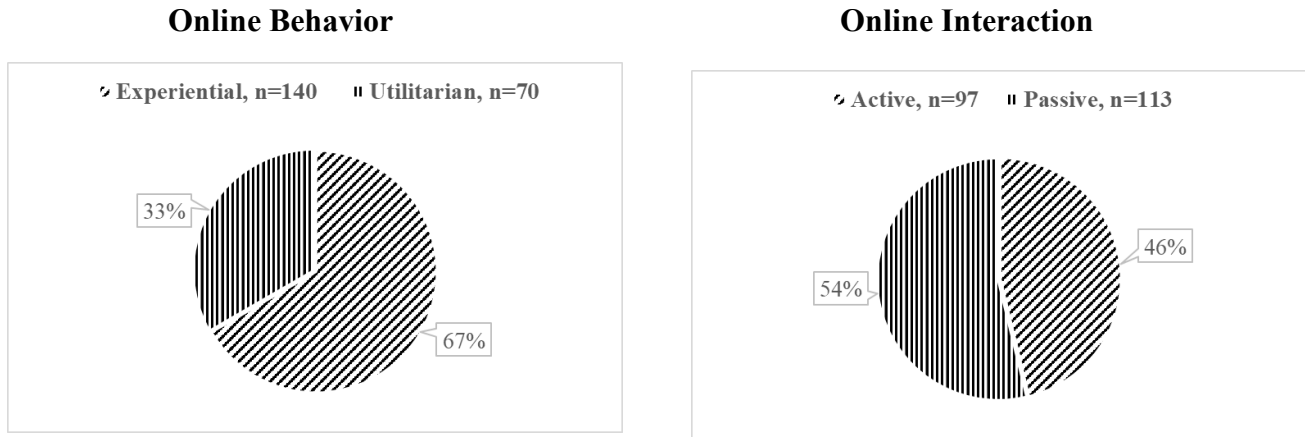 Online Behavior
Experiential, n=140 Utilitarian, n=70
33%
67%
Online Interaction
Active, n=97 Passive, n=113
46%
54%